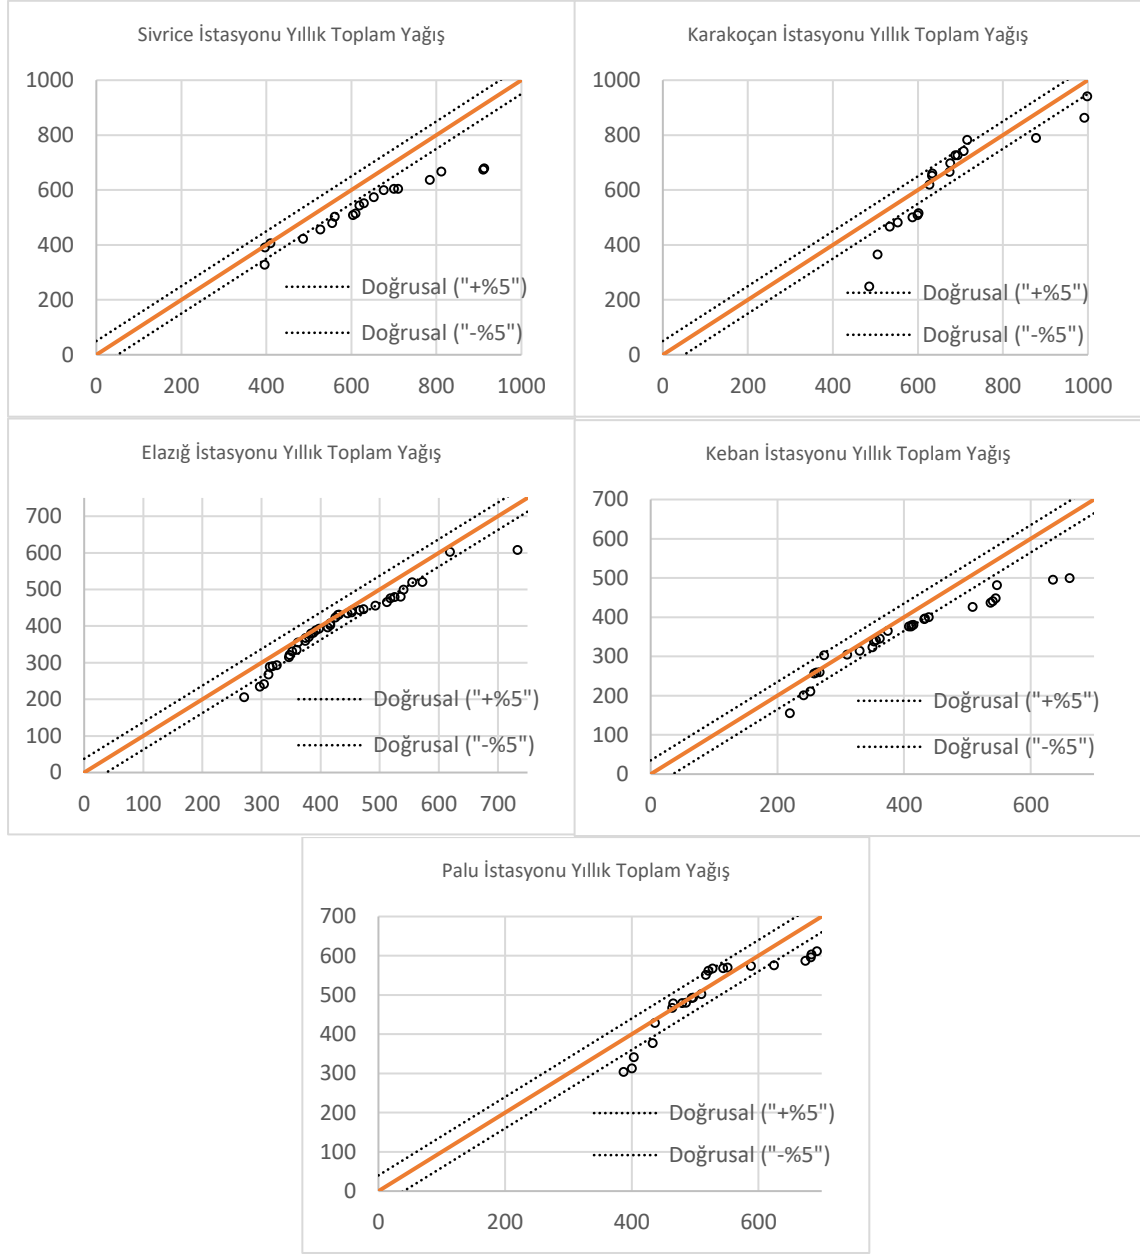 Sivrice İstasyonu Yıllık Toplam Yağış
1000
800
600
400
200
0
0 200 400 600 800 1000
Doğrusal ("+%5")
Doğrusal ("-%5")
Karakoçan İstasyonu Yıllık Toplam Yağış
1000
800
600
400
200
0
0 200 400 600 800 1000
Doğrusal ("+%5")
Doğrusal ("-%5")
Elazığ İstasyonu Yıllık Toplam Yağış
700
600
500
400
300
200
100
0
0 100 200 300 400 500 600 700
Doğrusal ("+%5")
Doğrusal ("-%5")
Keban İstasyonu Yıllık Toplam Yağış
700
600
500
400
300
200
100
0
0 200 400 600
Doğrusal ("+%5")
Doğrusal ("-%5")
Palu İstasyonu Yıllık Toplam Yağış
700
600
500
400
300
200
100
0
0 200 400 600
Doğrusal ("+%5")
Doğrusal ("-%5")